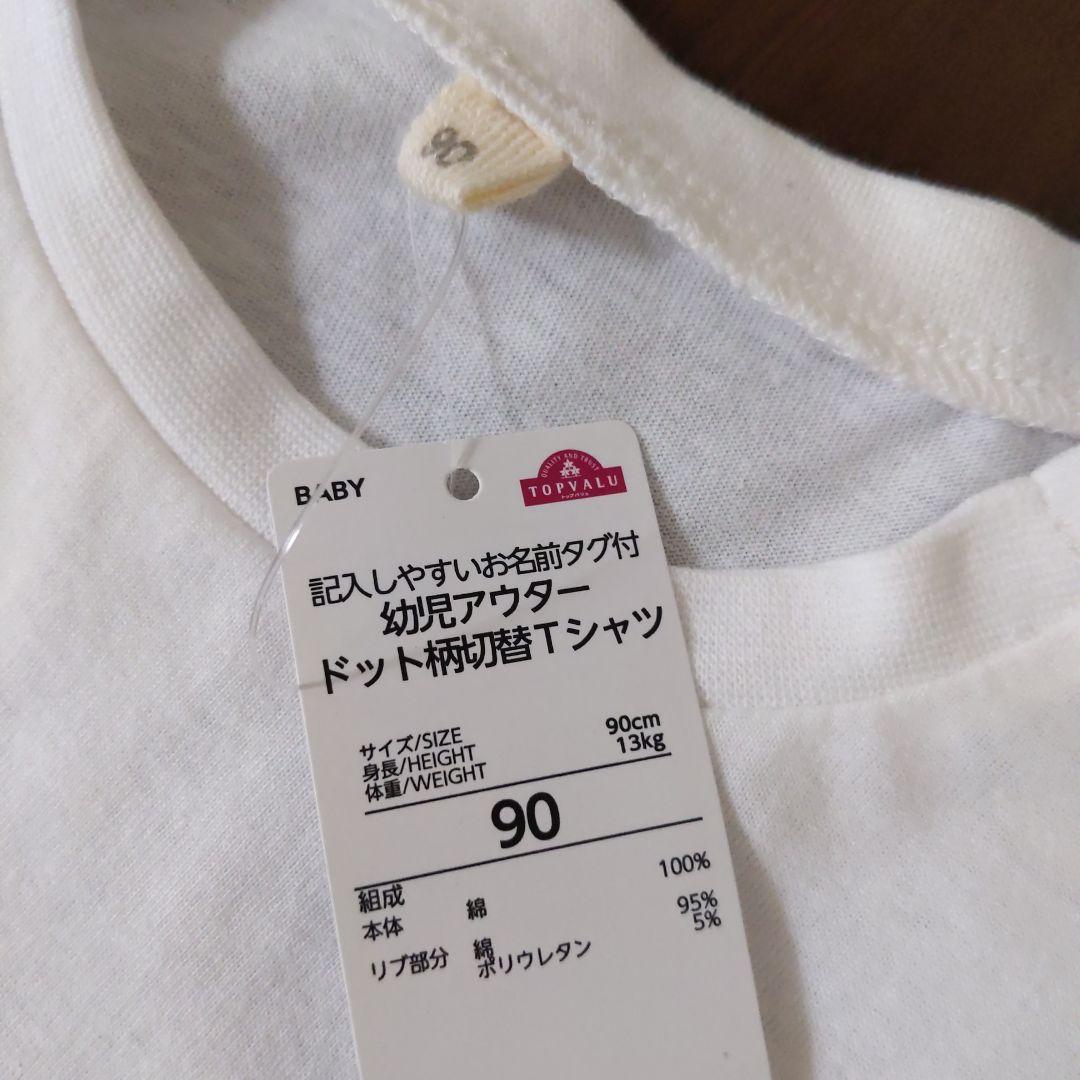 90
BABY
QUALITY AND TRUST
TOPVALU
トップバリュ
記入しやすいお名前タグ付
幼児アウター
ドット柄切替Tシャツ
サイズ/SIZE
身長/HEIGHT 90cm
体重/WEIGHT 13kg
90
組成
本体 綿 100%
リブ部分 綿 95%
ポリウレタン 5%